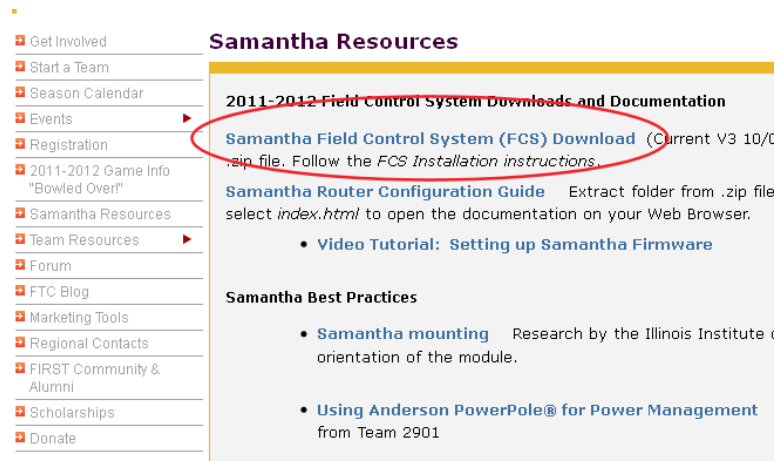 Get Involved
Start a Team
Season Calendar
Events
Registration
2011-2012 Game Info
"Bowled Over!"
Samantha Resources
Team Resources
Forum
FTC Blog
Marketing Tools
Regional Contacts
FIRST Community &
Alumni
Scholarships
Donate
Samantha Resources
2011-2012 Field Control System Downloads and Documentation
Samantha Field Control System (FCS) Download (Current V3 10/0
.zip file. Follow the FCS Installation instructions.
Samantha Router Configuration Guide Extract folder from .zip file
select index.html to open the documentation on your Web Browser.
• Video Tutorial: Setting up Samantha Firmware
Samantha Best Practices
• Samantha mounting Research by the Illinois Institute
orientation of the module.
• Using Anderson PowerPole® for Power Management
from Team 2901